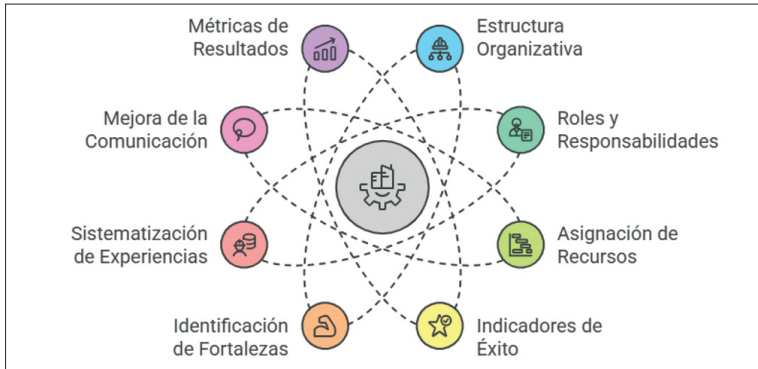 Métricas de
Resultados
Estructura
Organizativa
Mejora de la
Comunicación
Roles y
Responsabilidades
Sistematización
de Experiencias
Asignación de
Recursos
Identificación
de Fortalezas
Indicadores de
Éxito